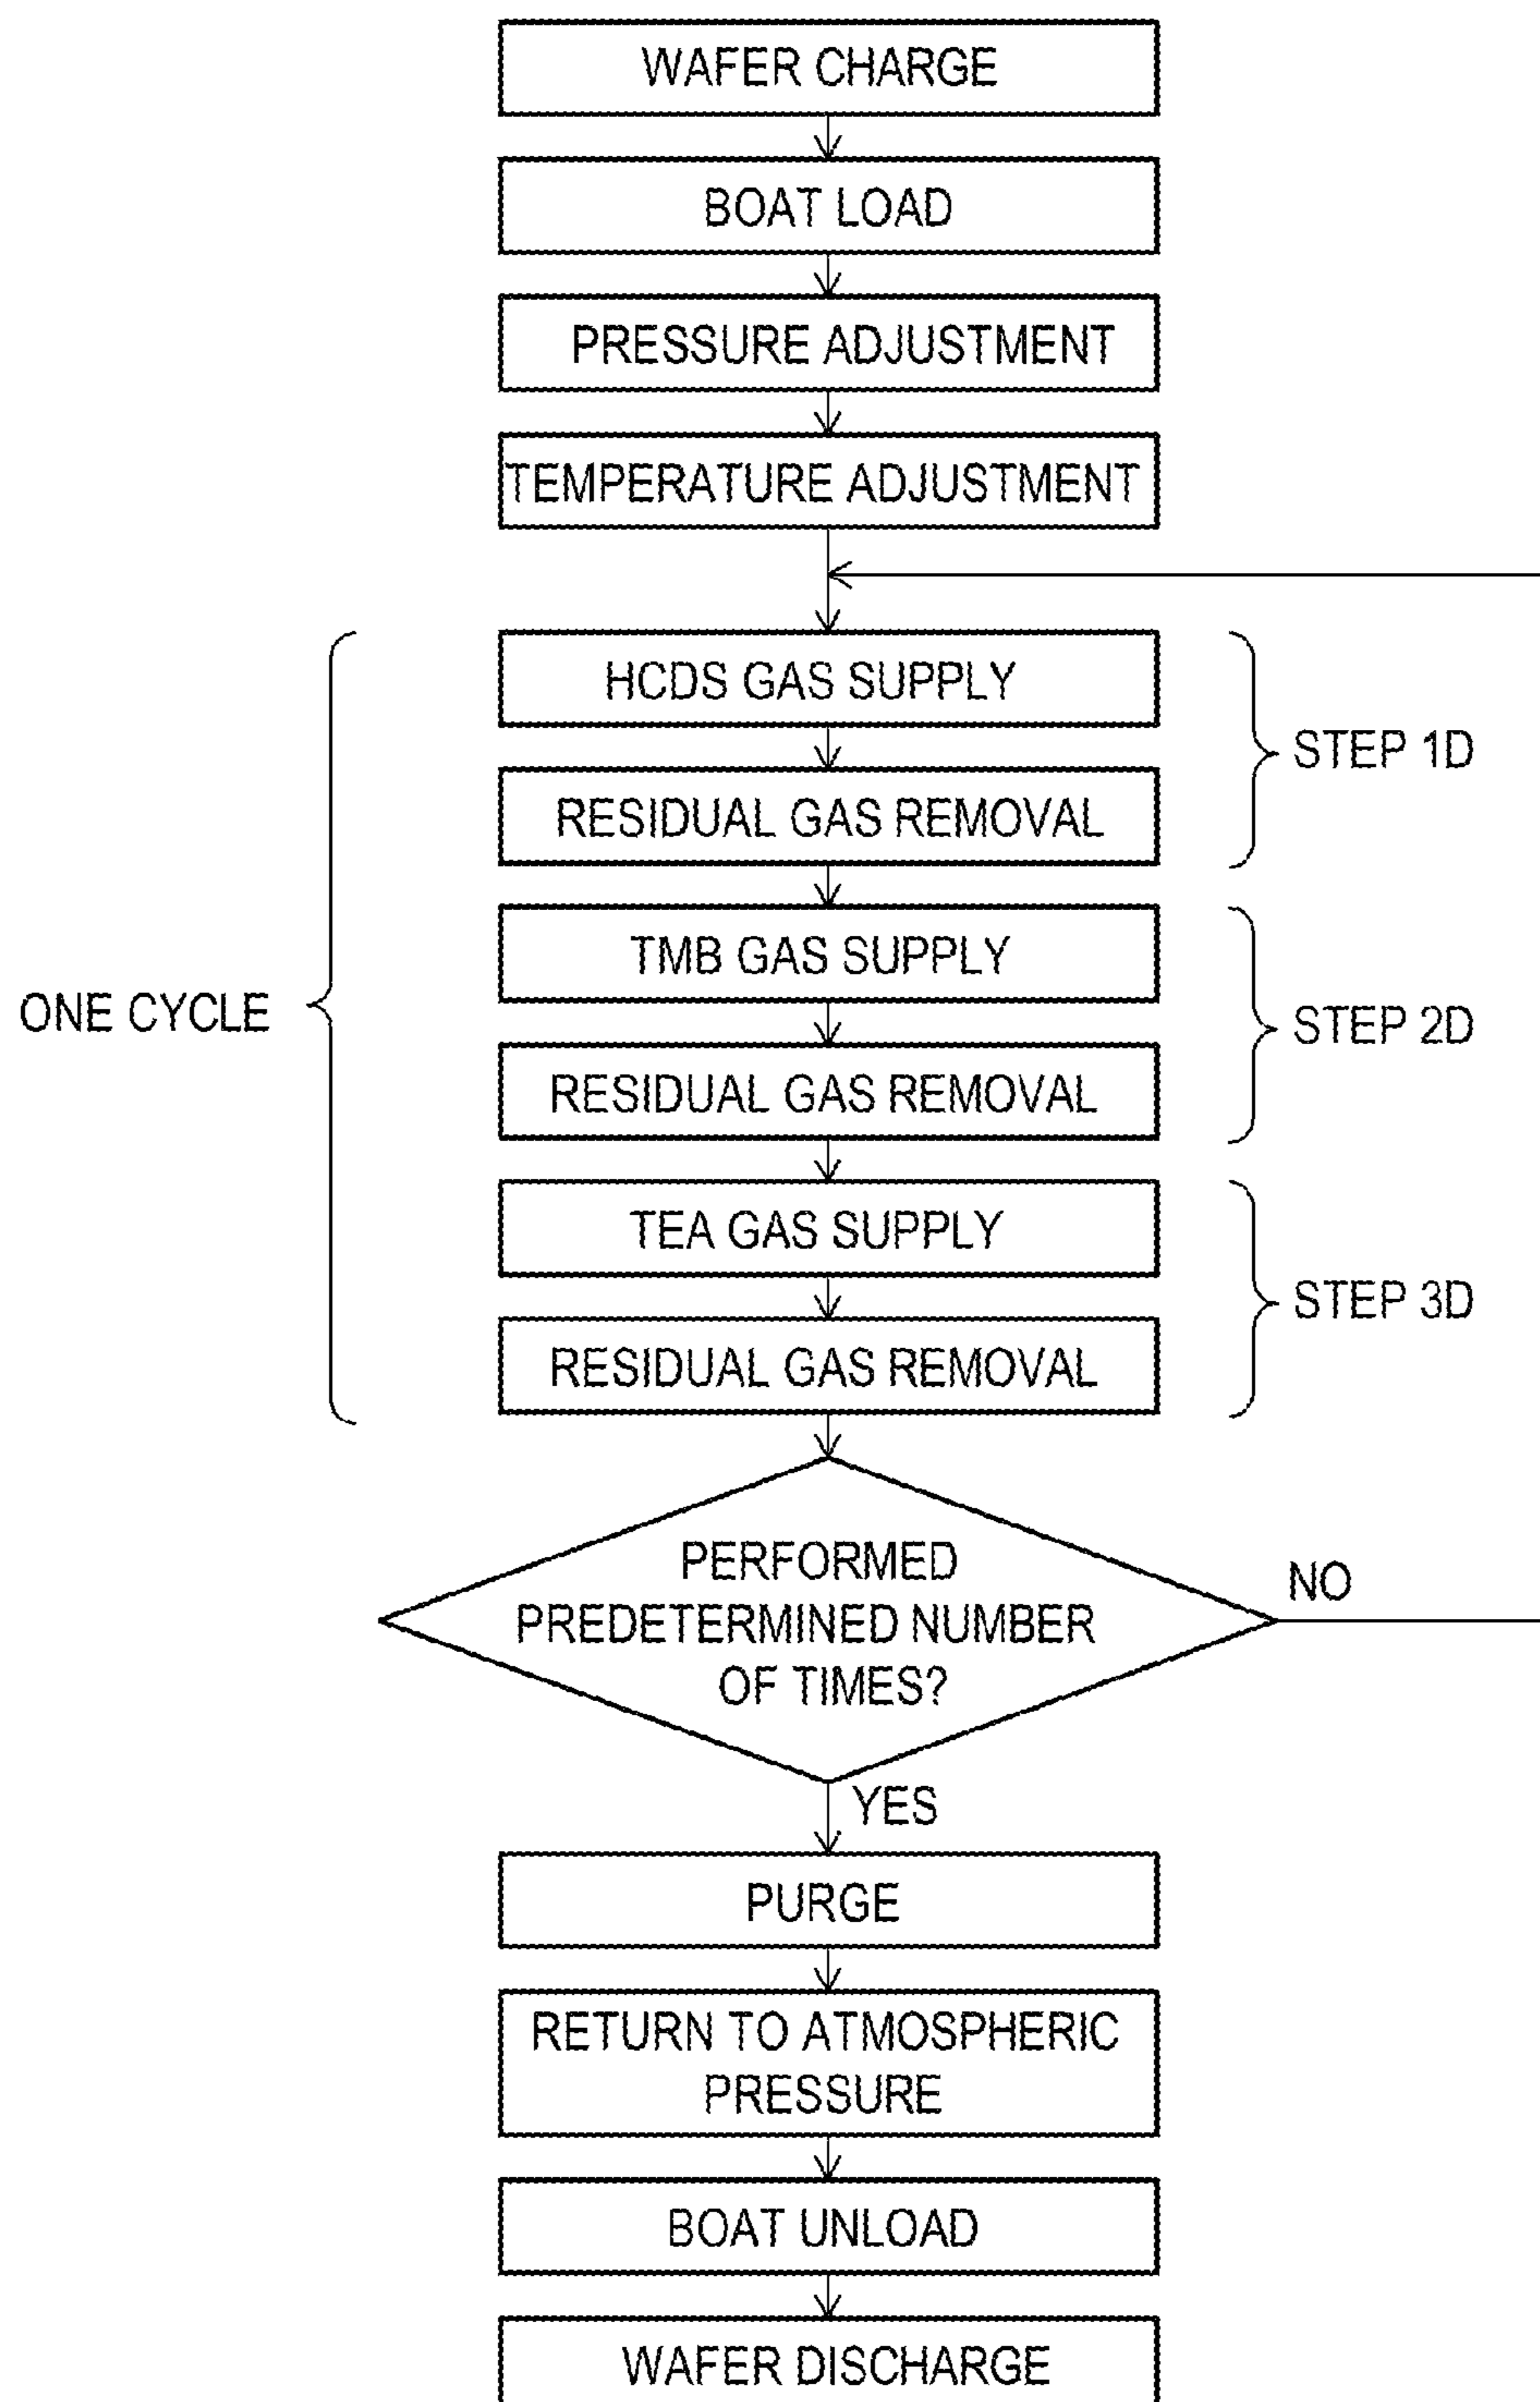 WAFER CHARGE
BOAT LOAD
PRESSURE ADJUSTMENT
TEMPERATURE ADJUSTMENT
HCDS GAS SUPPLY
RESIDUAL GAS REMOVAL
STEP 1D
TMB GAS SUPPLY
RESIDUAL GAS REMOVAL
STEP 2D
ONE CYCLE
TEA GAS SUPPLY
RESIDUAL GAS REMOVAL
STEP 3D
PERFORMED
PREDETERMINED NUMBER
OF TIMES?
NO
YES
PURGE
RETURN TO ATMOSPHERIC
PRESSURE
BOAT UNLOAD
WAFER DISCHARGE